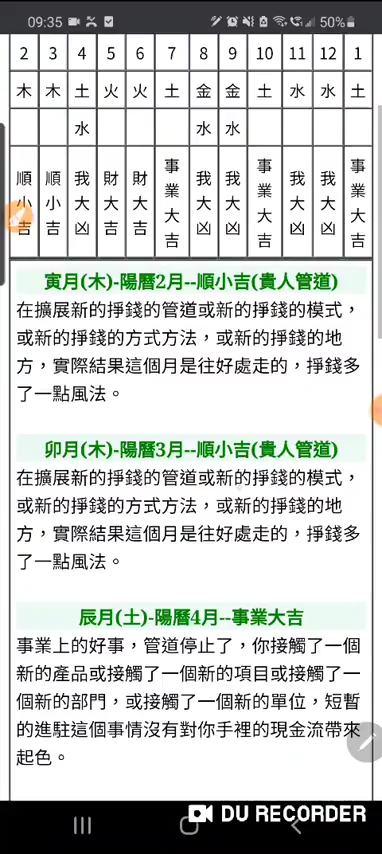 09:35 50%
2 3 4 5 6 7 8 9 10 11 12 1
木 木 土 火 火 土 金 金 土 水 水 土
水 水 水
順小吉 順小吉 我大凶 財大吉 財大吉 事業大吉 我大凶 我大凶 事業大吉 我大凶 我大凶 事業大吉
寅月(木)-陽曆2月--順小吉(貴人管道)
在擴展新的掙錢的管道或新的掙錢的模式，
或新的掙錢的方式方法，或新的掙錢的地
方，實際結果這個月是往好處走的，掙錢多
了一點風法。
卯月(木)-陽曆3月--順小吉(貴人管道)
在擴展新的掙錢的管道或新的掙錢的模式，
或新的掙錢的方式方法，或新的掙錢的地
方，實際結果這個月是往好處走的，掙錢多
了一點風法。
辰月(土)-陽曆4月--事業大吉
事業上的好事，管道停止了，你接觸了一個
新的產品或接觸了一個新的項目或接觸了一
個新的部門，或接觸了一個新的單位，短暫
的進駐這個事情沒有對你手裡的現金流帶來
起色。
DU RECORDER